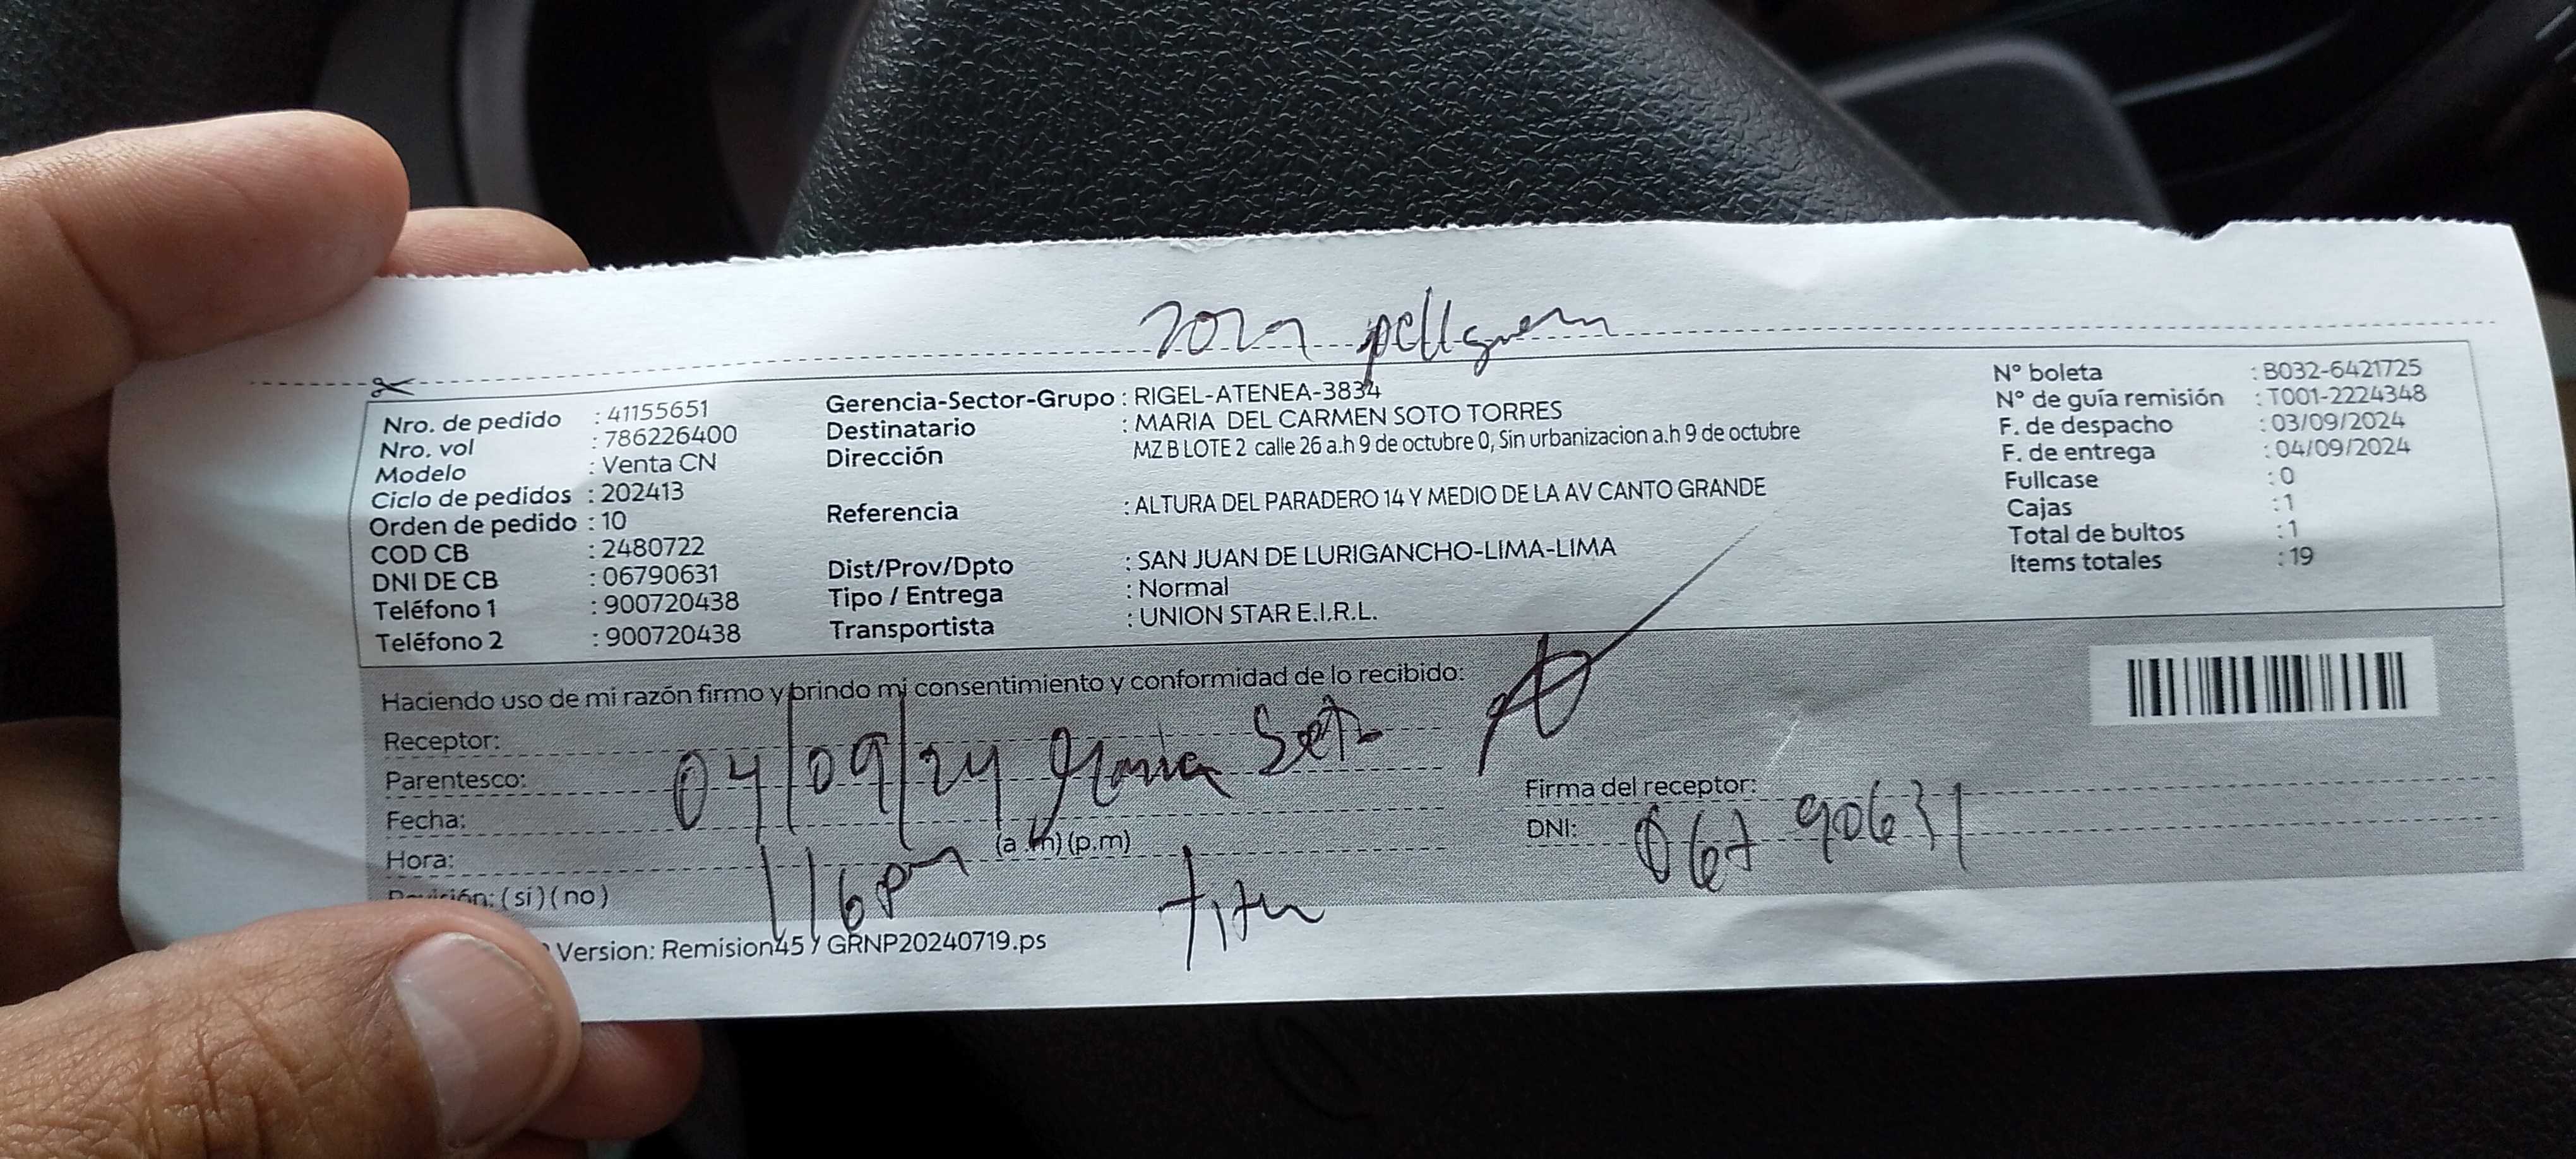 zona peligrosa
Nro. de pedido : 41155651
Nro. vol : 786226400
Modelo : Venta CN
Ciclo de pedidos : 202413
Orden de pedido : 10
COD CB : 2480722
DNI DE CB : 06790631
Teléfono 1 : 900720438
Teléfono 2 : 900720438
Gerencia-Sector-Grupo : RIGEL-ATENEA-3834
Destinatario : MARIA DEL CARMEN SOTO TORRES
Dirección MZ B LOTE 2 calle 26 a.h 9 de octubre 0, Sin urbanizacion a.h 9 de octubre
Referencia : ALTURA DEL PARADERO 14 Y MEDIO DE LA AV CANTO GRANDE
Dist/Prov/Dpto : SAN JUAN DE LURIGANCHO-LIMA-LIMA
Tipo / Entrega : Normal
Transportista : UNION STAR E.I.R.L.
N° boleta : B032-6421725
N° de guía remisión : T001-2224348
F. de despacho : 03/09/2024
F. de entrega : 04/09/2024
Fullcase : 0
Cajas : 1
Total de bultos : 1
Items totales : 19
Haciendo uso de mi razón firmo y brindo mi consentimiento y conformidad de lo recibido:
Receptor:
Parentesco: 04/09/24 Maria Soto
Fecha:
Hora: 116pm (a.m)(p.m)
Revisión: (si) (no)
Titu
Firma del receptor:
DNI: 06790631
Version: Remision45 / GRNP20240719.ps